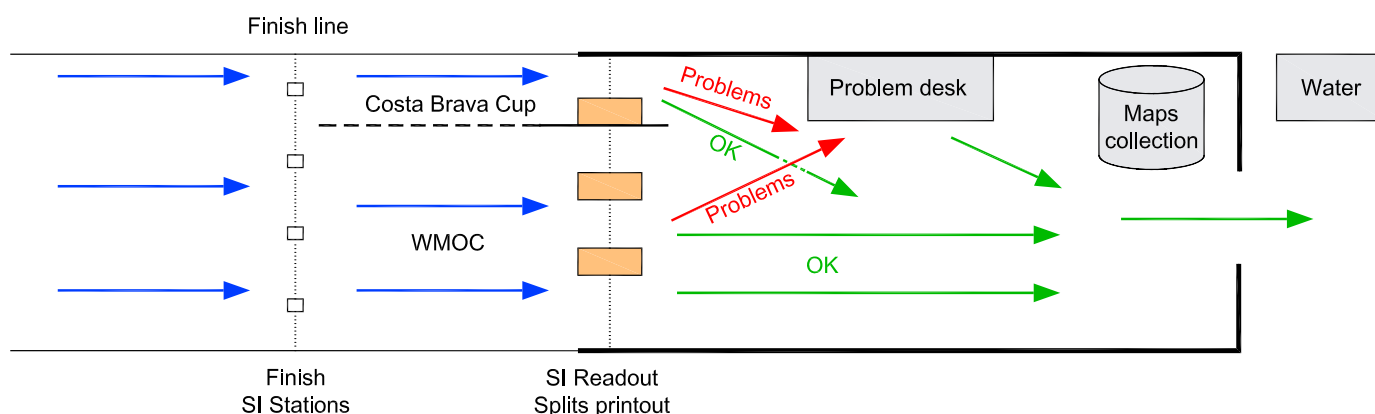 Finish line
Costa Brava Cup
WMOC
Problems
OK
Problems
OK
Problem desk
Maps
collection
Water
Finish
SI Stations
SI Readout
Splits printout